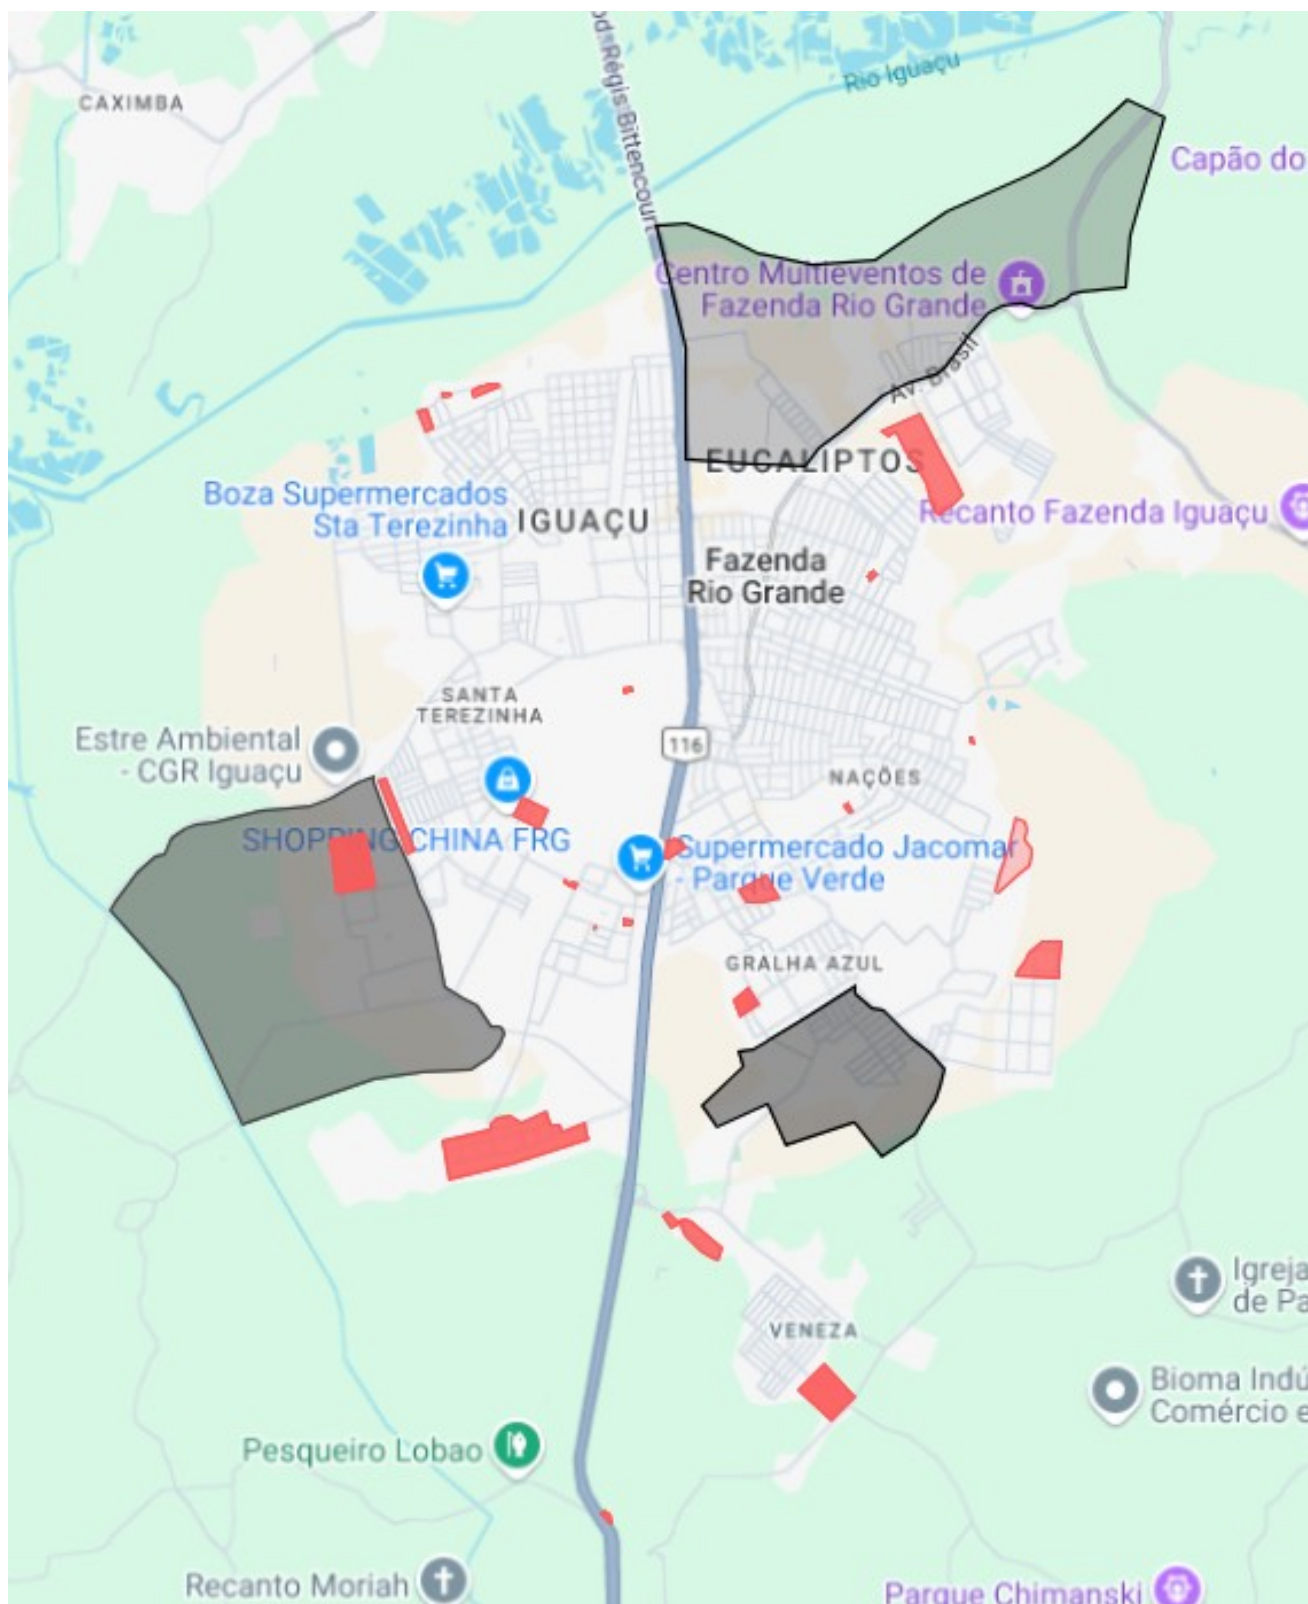 od. Régis Bittencourt
Rio Iguaçu
CAXIMBA
Capão do
Centro Multieventos de
Fazenda Rio Grande
Av. Brasil
EUCALIPTOS
Boza Supermercados
Sta Terezinha
IGUAÇU
Recanto Fazenda Iguaçu
Fazenda
Rio Grande
SANTA
TEREZINHA
Estre Ambiental
- CGR Iguaçu
116
NAÇÕES
SHOPPING CHINA FRG
Supermercado Jacomar
- Parque Verde
GRALHA AZUL
Igreja
de Pa
VENEZA
Bioma Indú
Comércio e
Pesqueiro Lobao
Recanto Moriah
Parque Chimanski